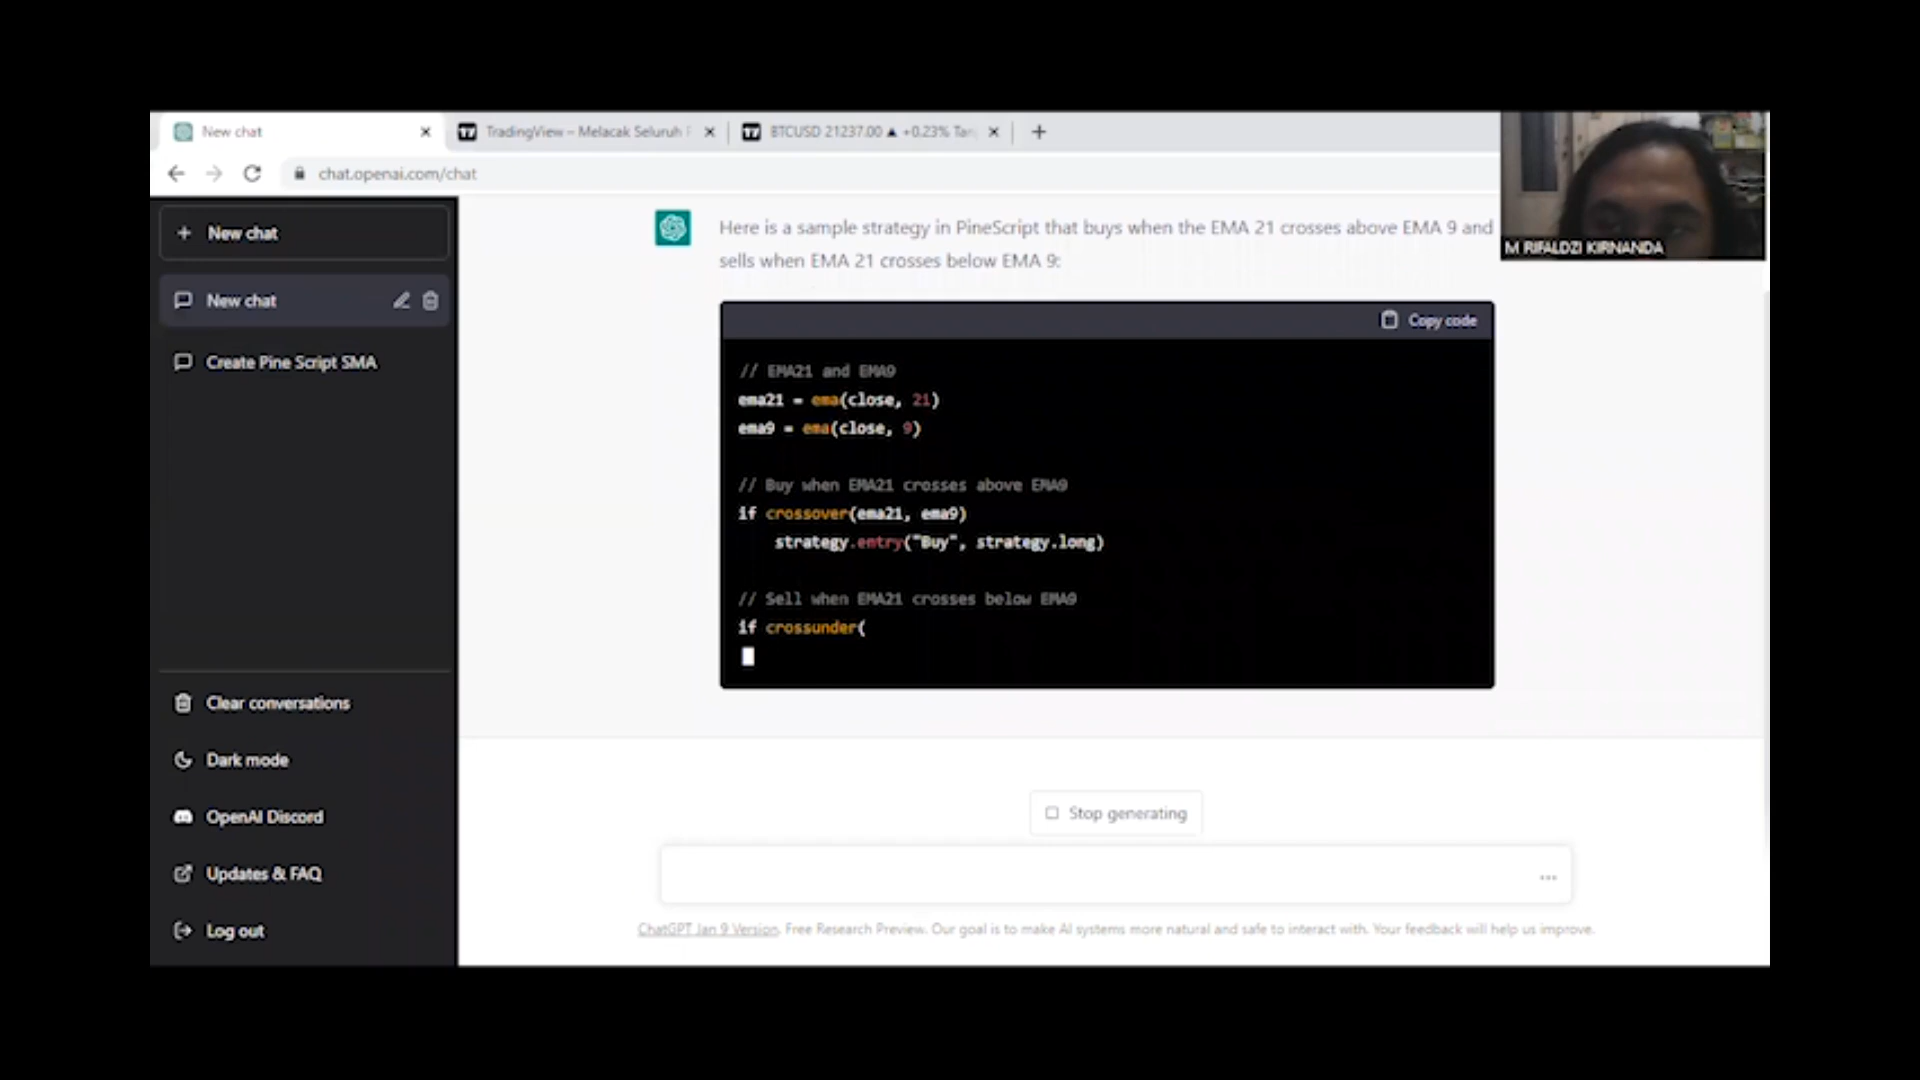 New chat
TradingView – Melacak Seluruh
BTCUSD 21237.00 ▲ +0.23%
chat.openai.com/chat
M RIFALDZI KIRNANDA
+ New chat
New chat
Create Pine Script SMA
Clear conversations
Dark mode
OpenAI Discord
Updates & FAQ
Log out
Here is a sample strategy in PineScript that buys when the EMA 21 crosses above EMA 9 and
sells when EMA 21 crosses below EMA 9:
Copy code
// EMA21 and EMA9
ema21 = ema(close, 21)
ema9 = ema(close, 9)
// Buy when EMA21 crosses above EMA9
if crossover(ema21, ema9)
strategy.entry("Buy", strategy.long)
// Sell when EMA21 crosses below EMA9
if crossunder(
Stop generating
ChatGPT Jan 9 Version. Free Research Preview. Our goal is to make AI systems more natural and safe to interact with. Your feedback will help us improve.